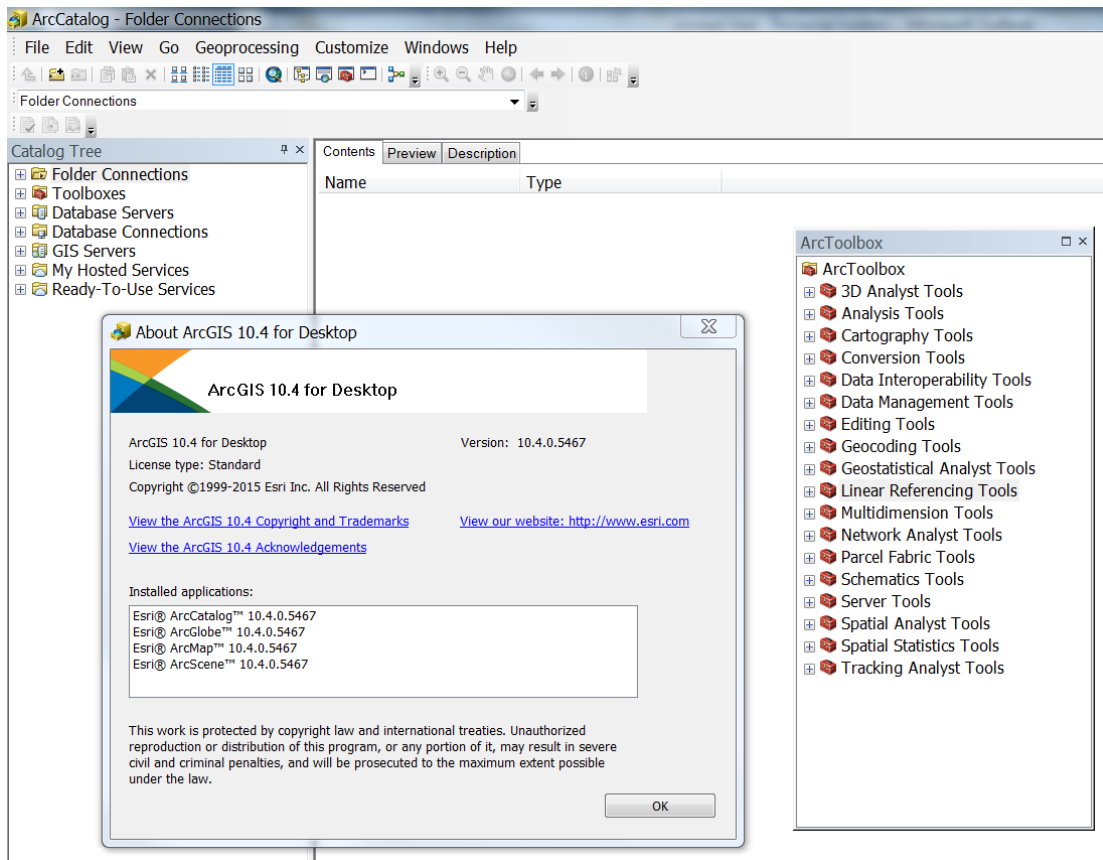 ArcCatalog - Folder Connections
File Edit View Go Geoprocessing Customize Windows Help
Folder Connections
Catalog Tree
Folder Connections
Toolboxes
Database Servers
Database Connections
GIS Servers
My Hosted Services
Ready-To-Use Services
Contents Preview Description
Name Type
ArcToolbox
ArcToolbox
3D Analyst Tools
Analysis Tools
Cartography Tools
Conversion Tools
Data Interoperability Tools
Data Management Tools
Editing Tools
Geocoding Tools
Geostatistical Analyst Tools
Linear Referencing Tools
Multidimension Tools
Network Analyst Tools
Parcel Fabric Tools
Schematics Tools
Server Tools
Spatial Analyst Tools
Spatial Statistics Tools
Tracking Analyst Tools
About ArcGIS 10.4 for Desktop
ArcGIS 10.4 for Desktop
ArcGIS 10.4 for Desktop Version: 10.4.0.5467
License type: Standard
Copyright ©1999-2015 Esri Inc. All Rights Reserved
View the ArcGIS 10.4 Copyright and Trademarks View our website: http://www.esri.com
View the ArcGIS 10.4 Acknowledgements
Installed applications:
Esri® ArcCatalog™ 10.4.0.5467
Esri® ArcGlobe™ 10.4.0.5467
Esri® ArcMap™ 10.4.0.5467
Esri® ArcScene™ 10.4.0.5467
This work is protected by copyright law and international treaties. Unauthorized
reproduction or distribution of this program, or any portion of it, may result in severe
civil and criminal penalties, and will be prosecuted to the maximum extent possible
under the law.
OK